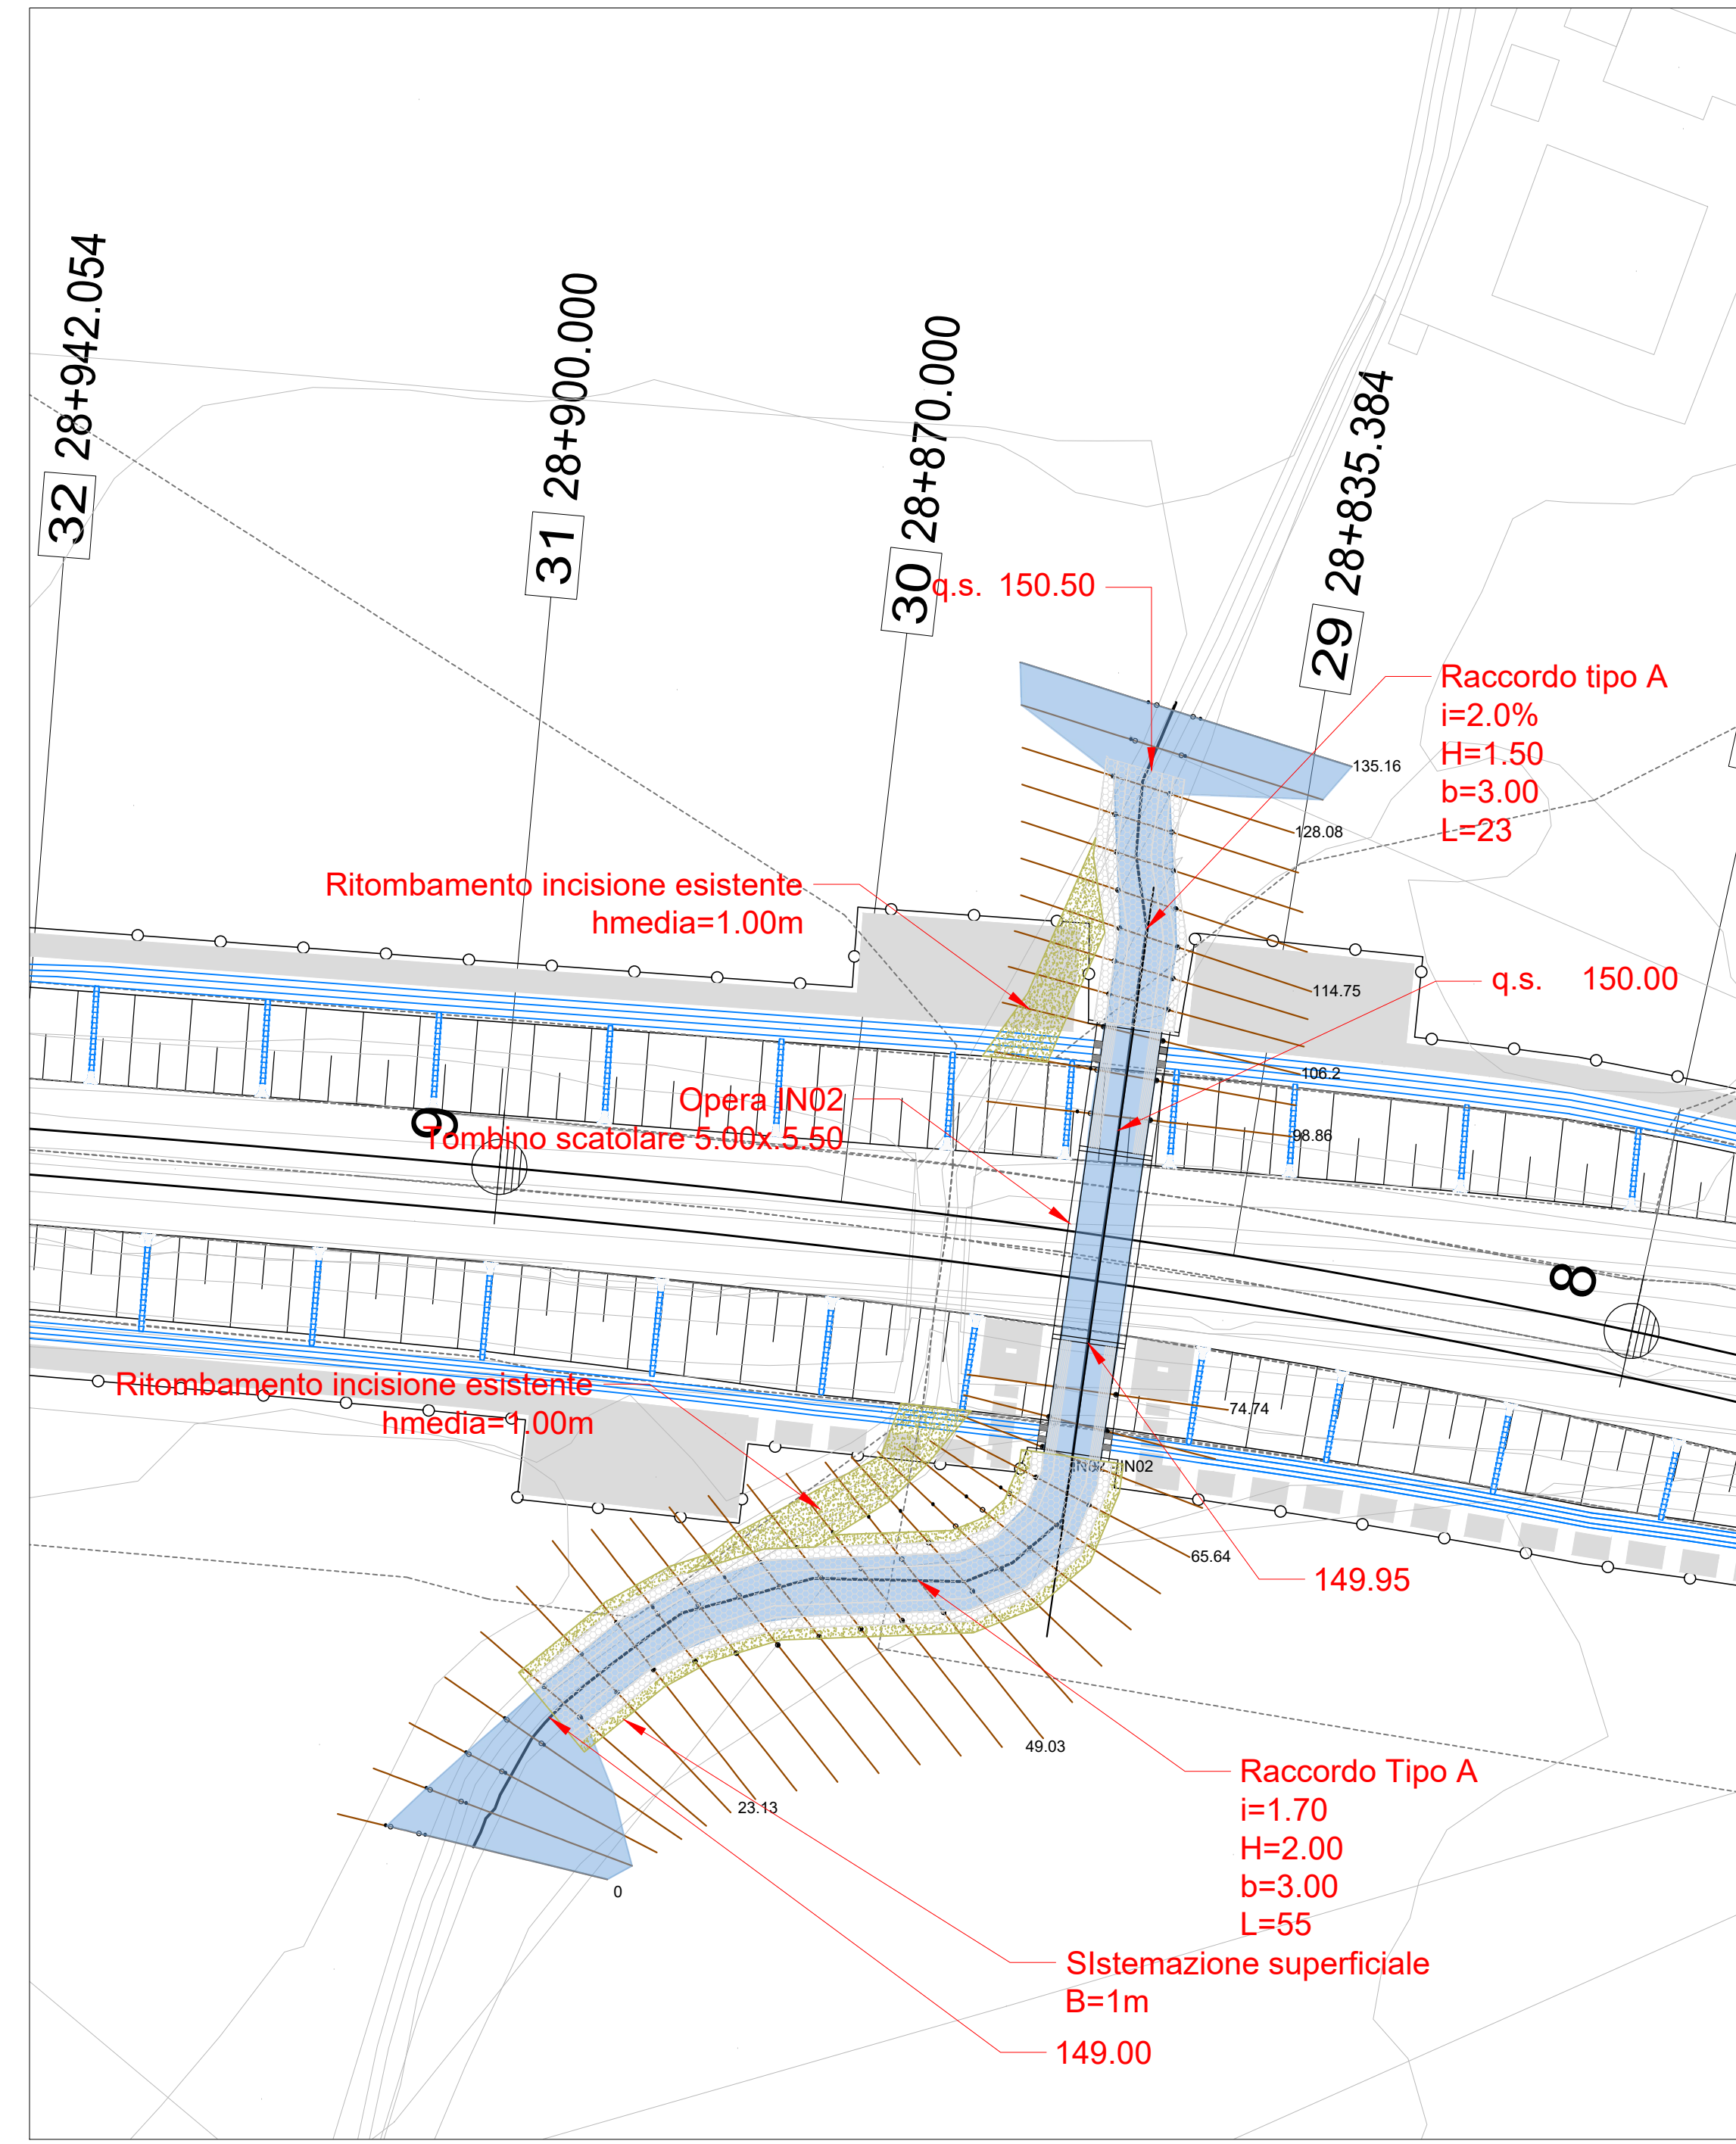 32 28+942.054
31 28+900.000
30 28+870.000
29 28+835.384
q.s. 150.50
Raccordo tipo A
i=2.0%
H=1.50
b=3.00
L=23
135.16
128.08
Ritombamento incisione esistente
hmedia=1.00m
q.s. 150.00
114.75
106.2
Opera IN02
Tombino scatolare 5.00x.5.50
98.86
9
8
Ritombamento incisione esistente
hmedia=1.00m
74.74
IN02
IN02
65.64
149.95
49.03
Raccordo Tipo A
i=1.70
H=2.00
b=3.00
L=55
23.13
0
SIstemazione superficiale
B=1m
149.00